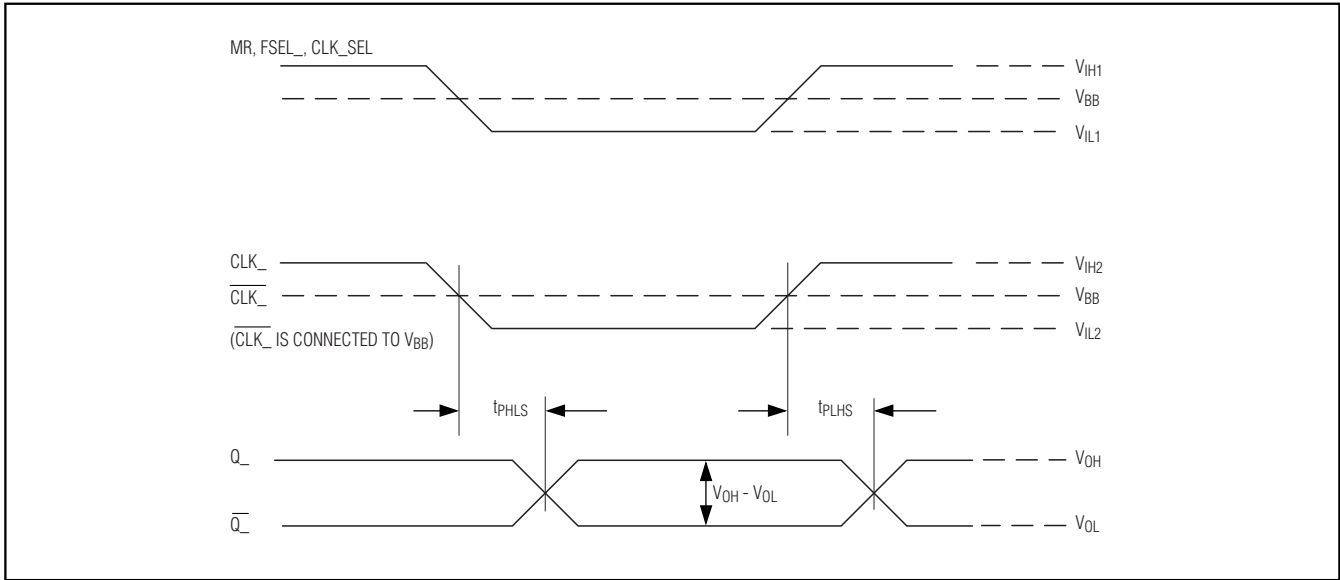 MR, FSEL_, CLK_SEL
VIH1
VBB
VIL1
CLK_
VIH2
CLK_
VBB
(CLK_ IS CONNECTED TO VBB)
VIL2
tPHLS
tPLHS
Q_
VOH
VOH - VOL
Q_
VOL